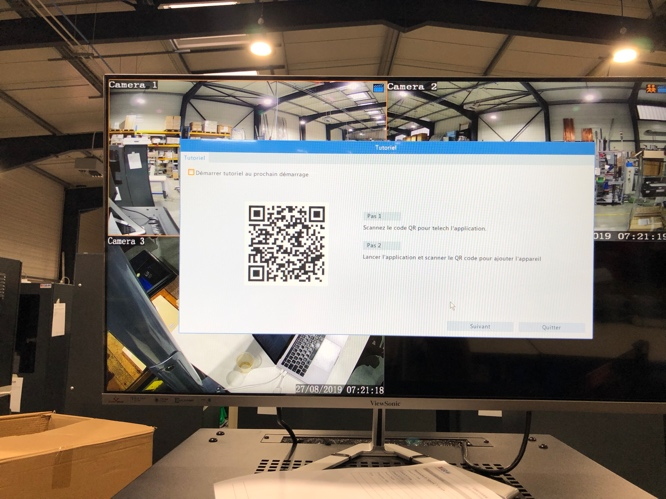 Camera 1
Camera 2
Tutoriel
Tutoriel
Démarrer tutoriel au prochain démarrage
Pas 1
Scannez le code QR pour telech l'application.
Pas 2
Lancer l'application et scanner le QR code pour ajouter l'appareil
Suivant
Quitter
Camera 3
019 07:21:19
27/08/2019 07:21:18
ViewSonic